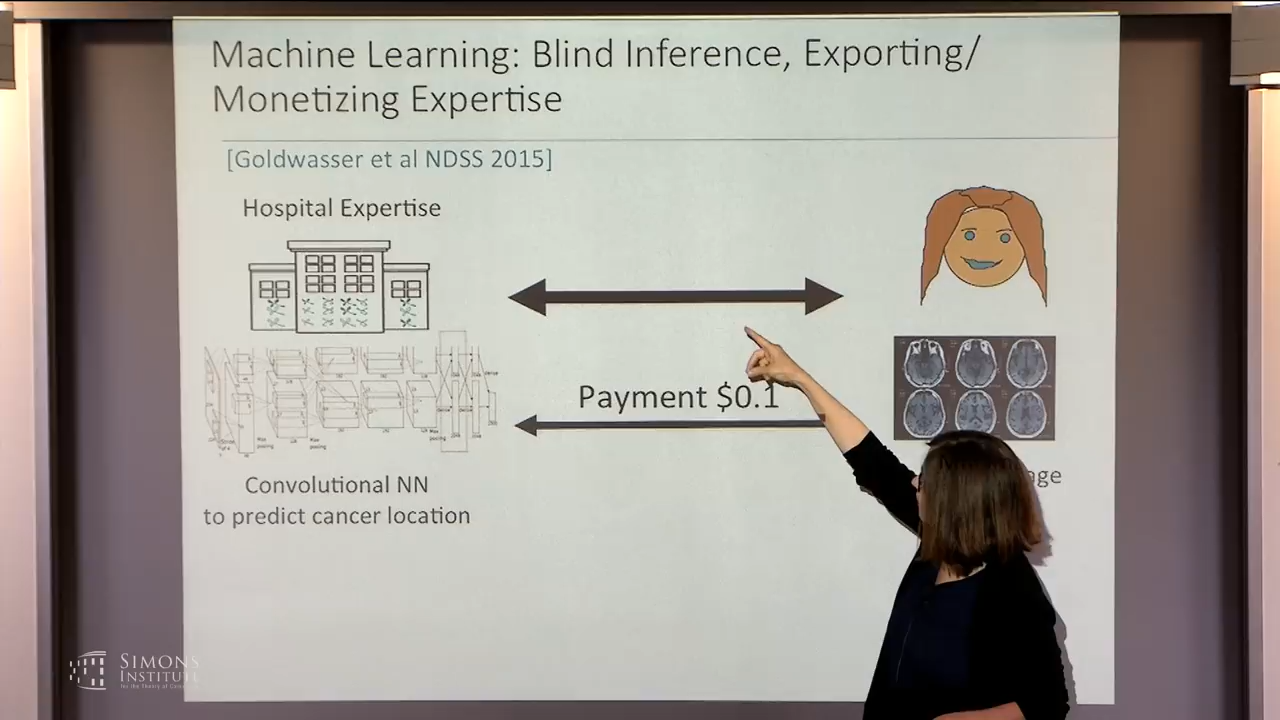 Machine Learning: Blind Inference, Exporting/
Monetizing Expertise
[Goldwasser et al NDSS 2015]
Hospital Expertise
Payment $0.1
Convolutional NN
to predict cancer location
SIMONS
INSTITUTE